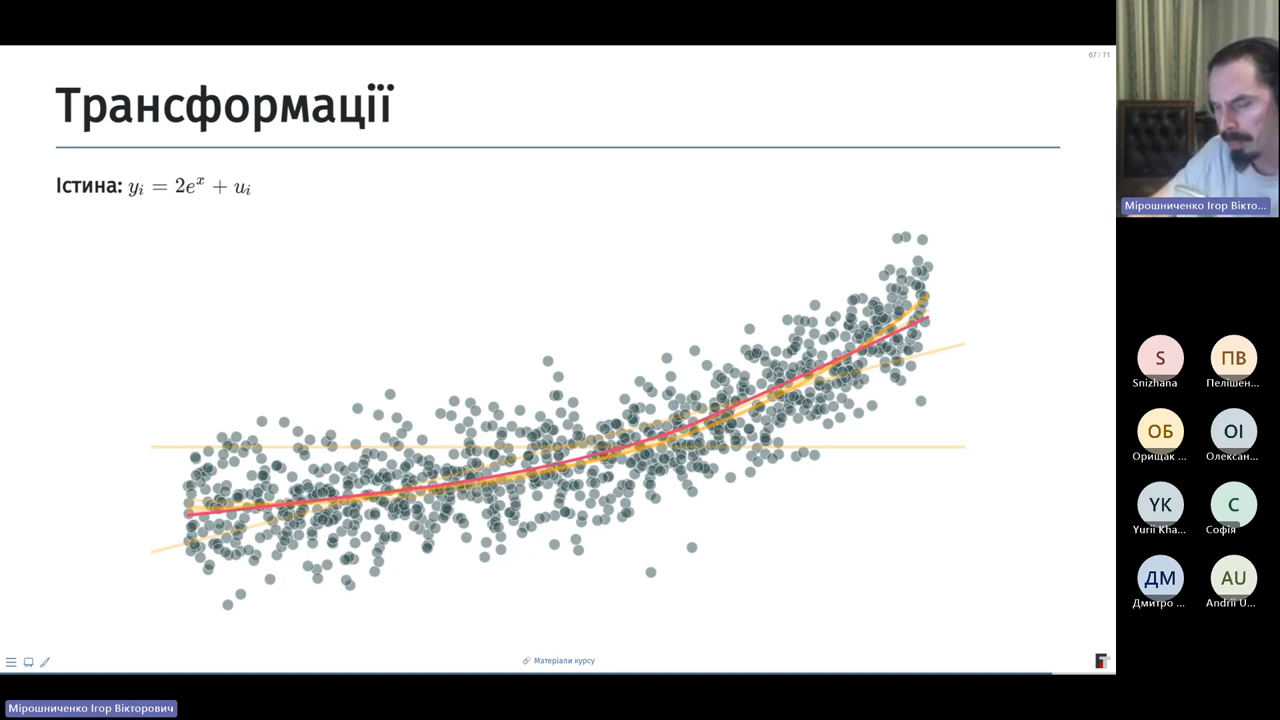 67 / 71
Трансформації
Істина: yᵢ = 2eˣ + uᵢ
Матеріали курсу
Мірошниченко Ігор Вікторович
Мірошниченко Ігор Вікто...
S
ПВ
Snizhana
Пелішен...
ОБ
ОІ
Орищак ...
Олексан...
YK
С
Yurii Kha...
Софія
ДМ
AU
Дмитро ...
Andrii U...